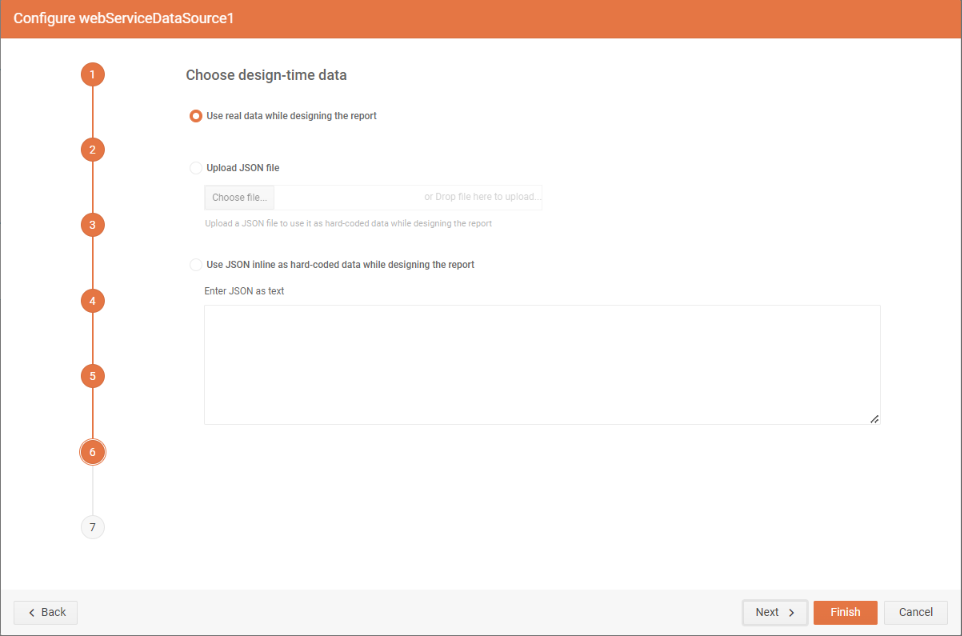 Configure webServiceDataSource1
1
Choose design-time data
Use real data while designing the report
2
Upload JSON file
Choose file...
or Drop file here to upload...
Upload a JSON file to use it as hard-coded data while designing the report
3
Use JSON inline as hard-coded data while designing the report
Enter JSON as text
4
5
6
7
Back
Next
Finish
Cancel